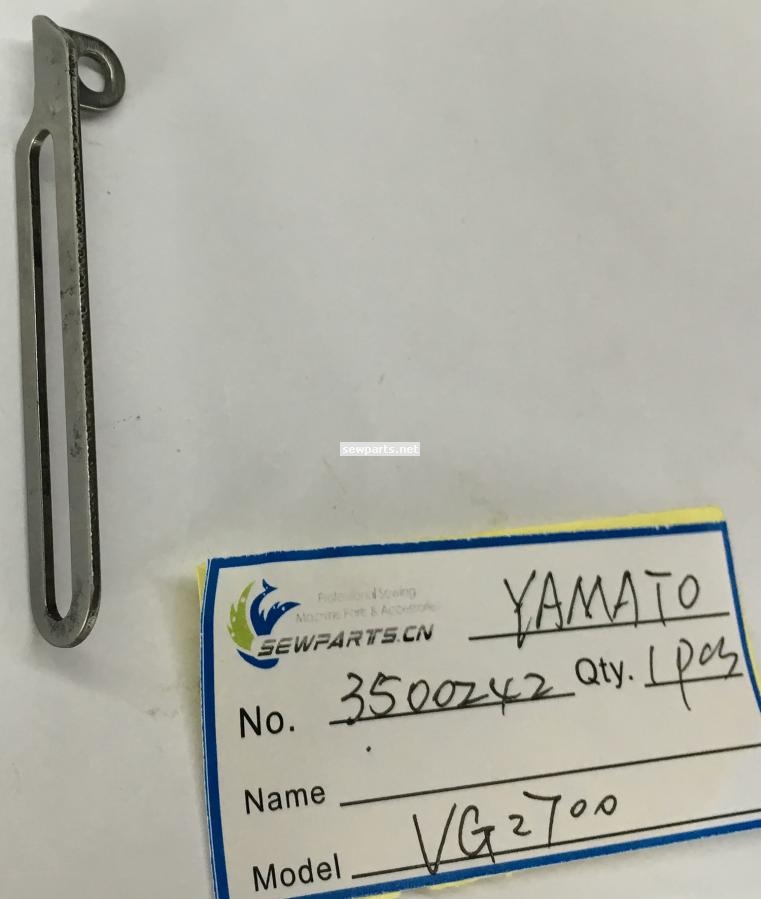 sewparts.net
Professional Sewing
Machine Parts & Accessories
YAMATO
SEWPARTS.CN
No. 3500242 Qty. 1 pcs
Name
Model VG2700